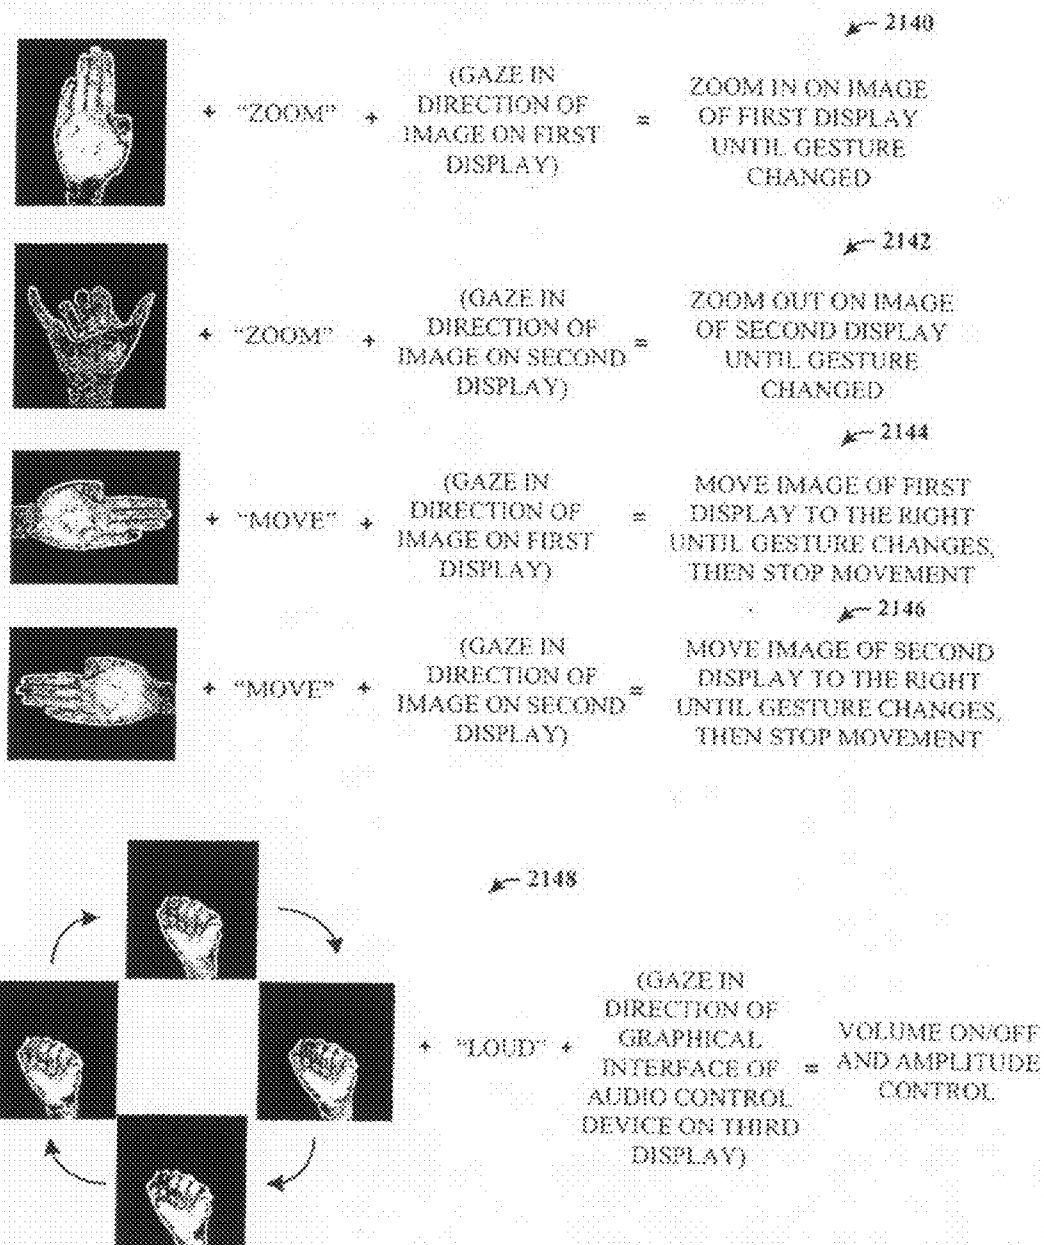 2140
+ "ZOOM" + (GAZE IN
DIRECTION OF
IMAGE ON FIRST
DISPLAY) = ZOOM IN ON IMAGE
OF FIRST DISPLAY
UNTIL GESTURE
CHANGED
2142
+ "ZOOM" + (GAZE IN
DIRECTION OF
IMAGE ON SECOND
DISPLAY) = ZOOM OUT ON IMAGE
OF SECOND DISPLAY
UNTIL GESTURE
CHANGED
2144
+ "MOVE" + (GAZE IN
DIRECTION OF
IMAGE ON FIRST
DISPLAY) = MOVE IMAGE OF FIRST
DISPLAY TO THE RIGHT
UNTIL GESTURE CHANGES,
THEN STOP MOVEMENT
2146
+ "MOVE" + (GAZE IN
DIRECTION OF
IMAGE ON SECOND
DISPLAY) = MOVE IMAGE OF SECOND
DISPLAY TO THE RIGHT
UNTIL GESTURE CHANGES,
THEN STOP MOVEMENT
2148
+ "LOUD" + (GAZE IN
DIRECTION OF
GRAPHICAL
INTERFACE OF
AUDIO CONTROL
DEVICE ON THIRD
DISPLAY) = VOLUME ON/OFF
AND AMPLITUDE
CONTROL